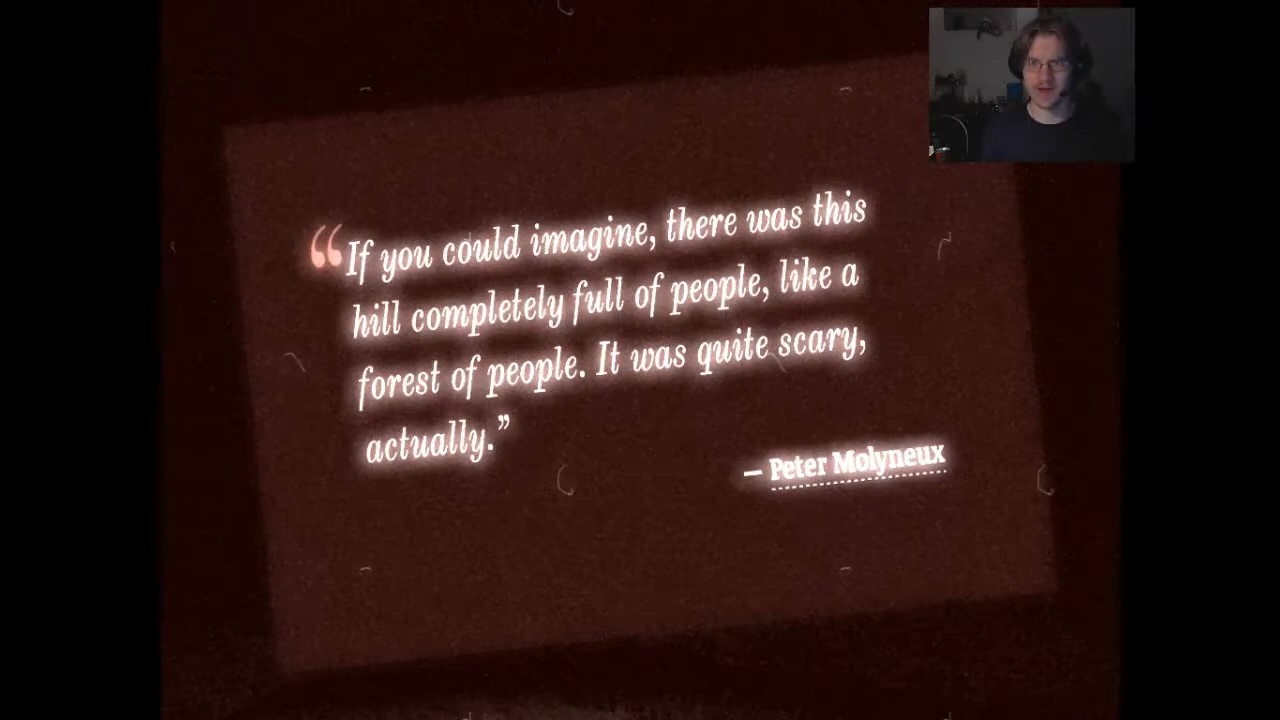 “If you could imagine, there was this
hill completely full of people, like a
forest of people. It was quite scary,
actually.”
— Peter Molyneux